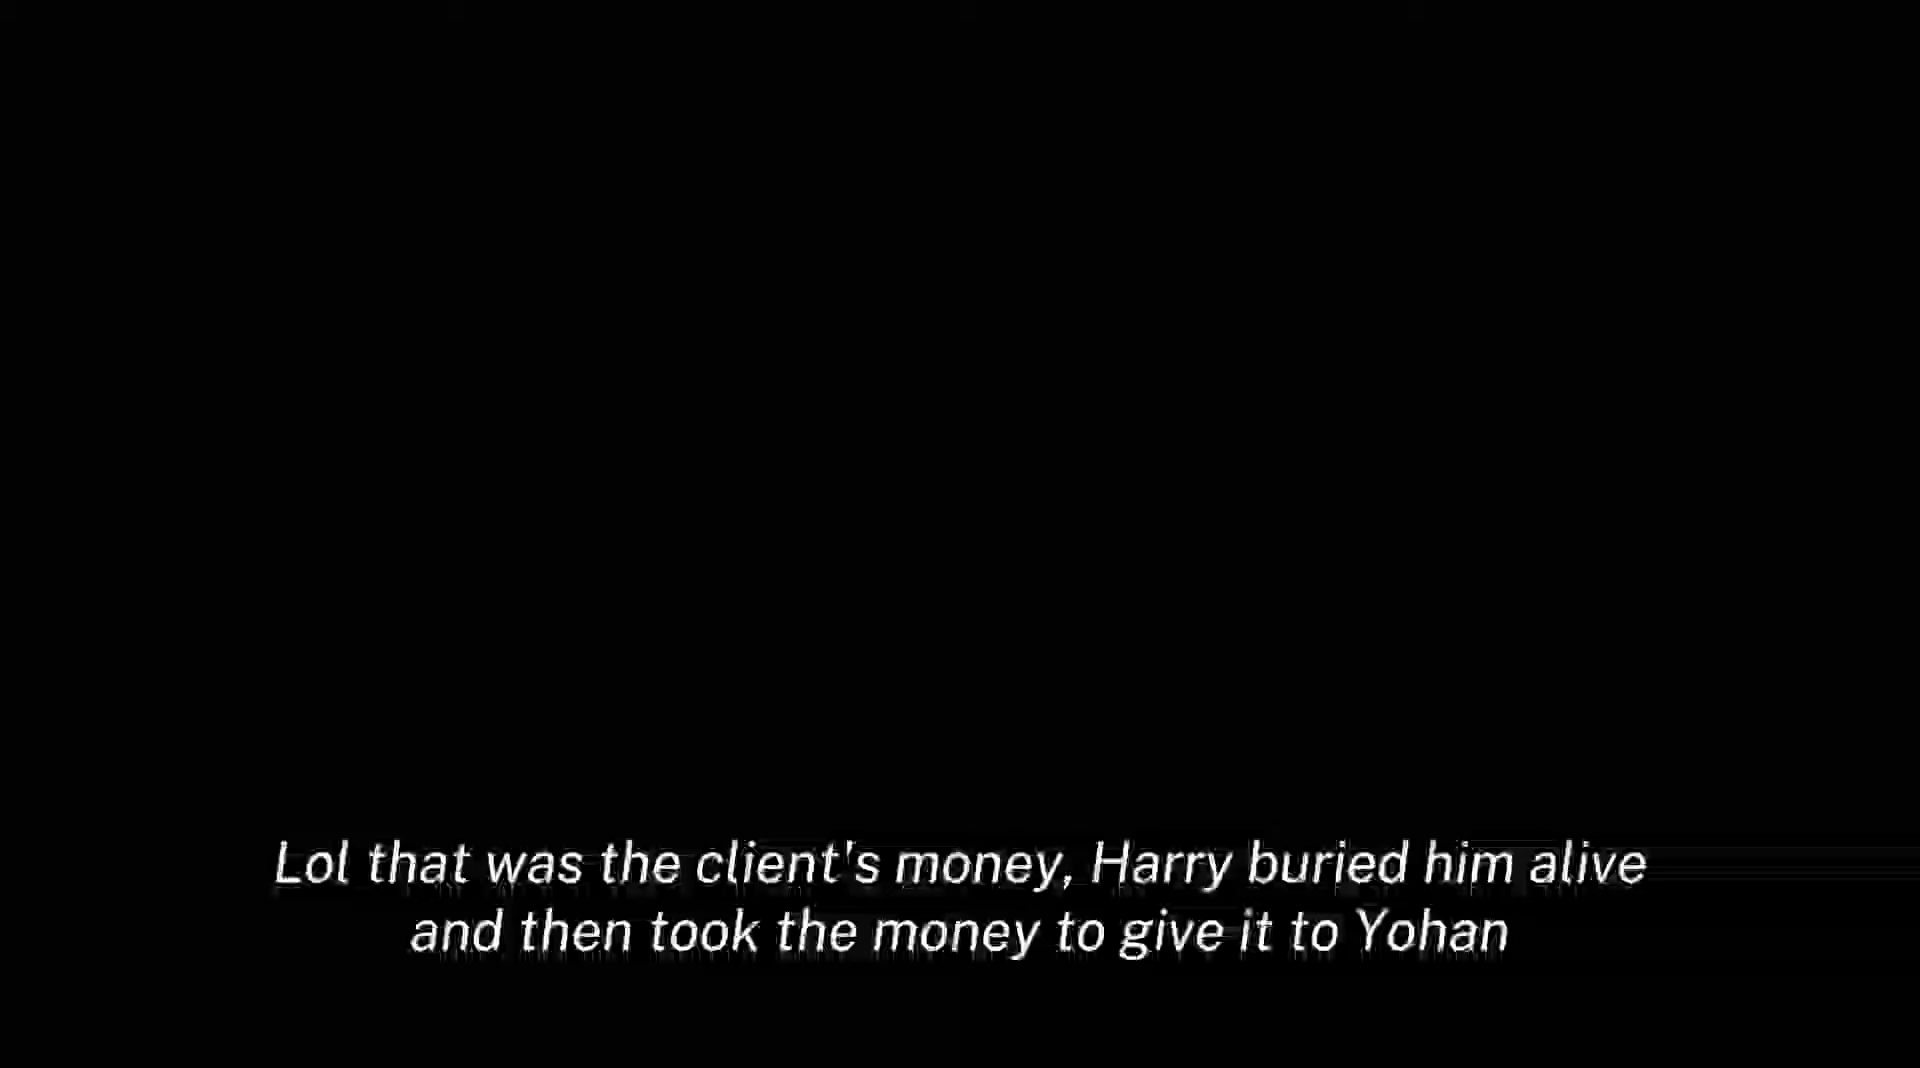 Lol that was the client's money, Harry buried him alive
and then took the money to give it to Yohan